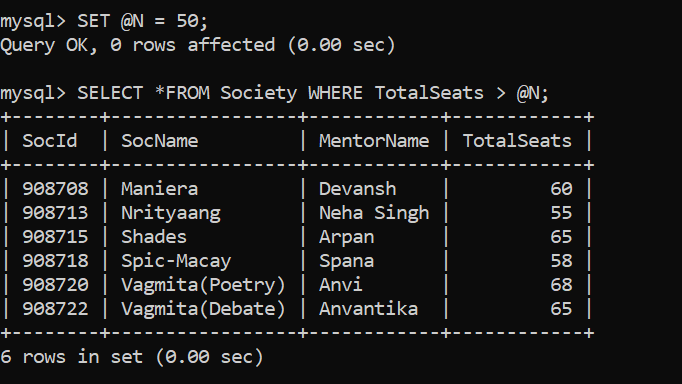 mysql> SET @N = 50;
Query OK, 0 rows affected (0.00 sec)
mysql> SELECT *FROM Society WHERE TotalSeats > @N;
+--------+-----------------+------------+------------+
| SocId  | SocName         | MentorName | TotalSeats |
+--------+-----------------+------------+------------+
| 908708 | Maniera         | Devansh    |         60 |
| 908713 | Nrityaang       | Neha Singh |         55 |
| 908715 | Shades          | Arpan      |         65 |
| 908718 | Spic-Macay      | Spana      |         58 |
| 908720 | Vagmita(Poetry) | Anvi       |         68 |
| 908722 | Vagmita(Debate) | Anvantika  |         65 |
+--------+-----------------+------------+------------+
6 rows in set (0.00 sec)